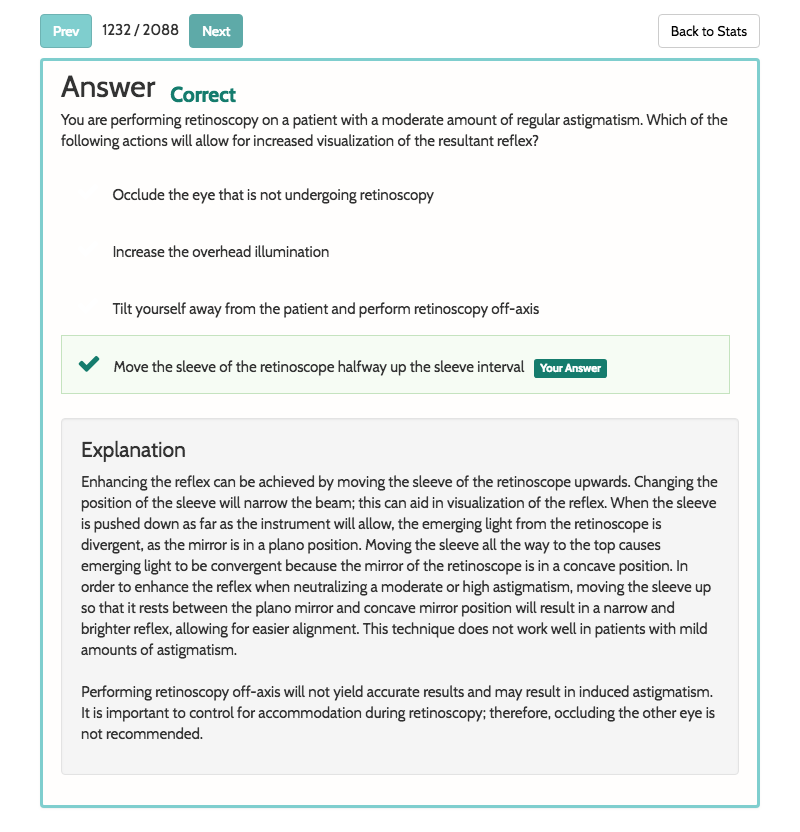 Prev 1232 / 2088 Next Back to Stats
Answer Correct
You are performing retinoscopy on a patient with a moderate amount of regular astigmatism. Which of the
following actions will allow for increased visualization of the resultant reflex?
Occlude the eye that is not undergoing retinoscopy
Increase the overhead illumination
Tilt yourself away from the patient and perform retinoscopy off-axis
Move the sleeve of the retinoscope halfway up the sleeve interval Your Answer
Explanation
Enhancing the reflex can be achieved by moving the sleeve of the retinoscope upwards. Changing the
position of the sleeve will narrow the beam; this can aid in visualization of the reflex. When the sleeve
is pushed down as far as the instrument will allow, the emerging light from the retinoscope is
divergent, as the mirror is in a plano position. Moving the sleeve all the way to the top causes
emerging light to be convergent because the mirror of the retinoscope is in a concave position. In
order to enhance the reflex when neutralizing a moderate or high astigmatism, moving the sleeve up
so that it rests between the plano mirror and concave mirror position will result in a narrow and
brighter reflex, allowing for easier alignment. This technique does not work well in patients with mild
amounts of astigmatism.
Performing retinoscopy off-axis will not yield accurate results and may result in induced astigmatism.
It is important to control for accommodation during retinoscopy; therefore, occluding the other eye is
not recommended.